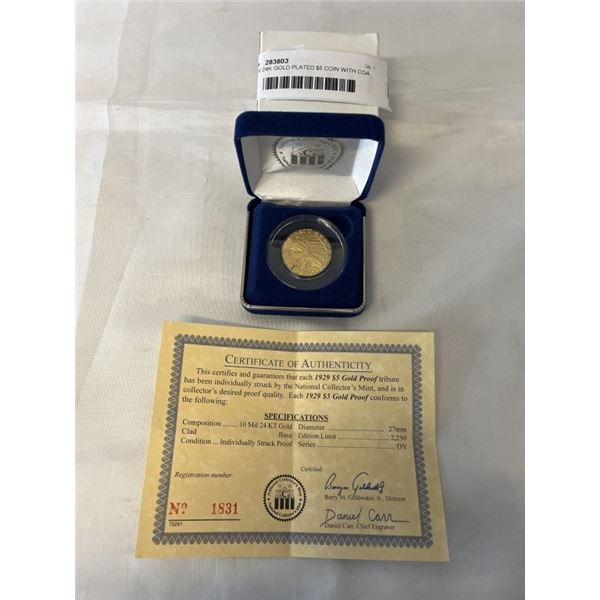 283803
24K GOLD PLATED $5 COIN WITH COA
CERTIFICATE OF AUTHENTICITY
This certifies and guarantees that each 1929 $5 Gold Proof tribute
has been individually struck by the National Collector's Mint, and is in
collector's desired proof quality. Each 1929 $5 Gold Proof conforms to
the following:
SPECIFICATIONS
Composition ........ 10 Mil 24 KT Gold Diameter ........ 27mm
Clad Base Edition Limit ........ 2,250
Condition ... Individually Struck Proof Series ........ DY
Registration number:
Certified:
Barry M. Goldwater, Jr., Director
Nº 1831
Daniel Carr
Daniel Carr, Chief Engraver
79281